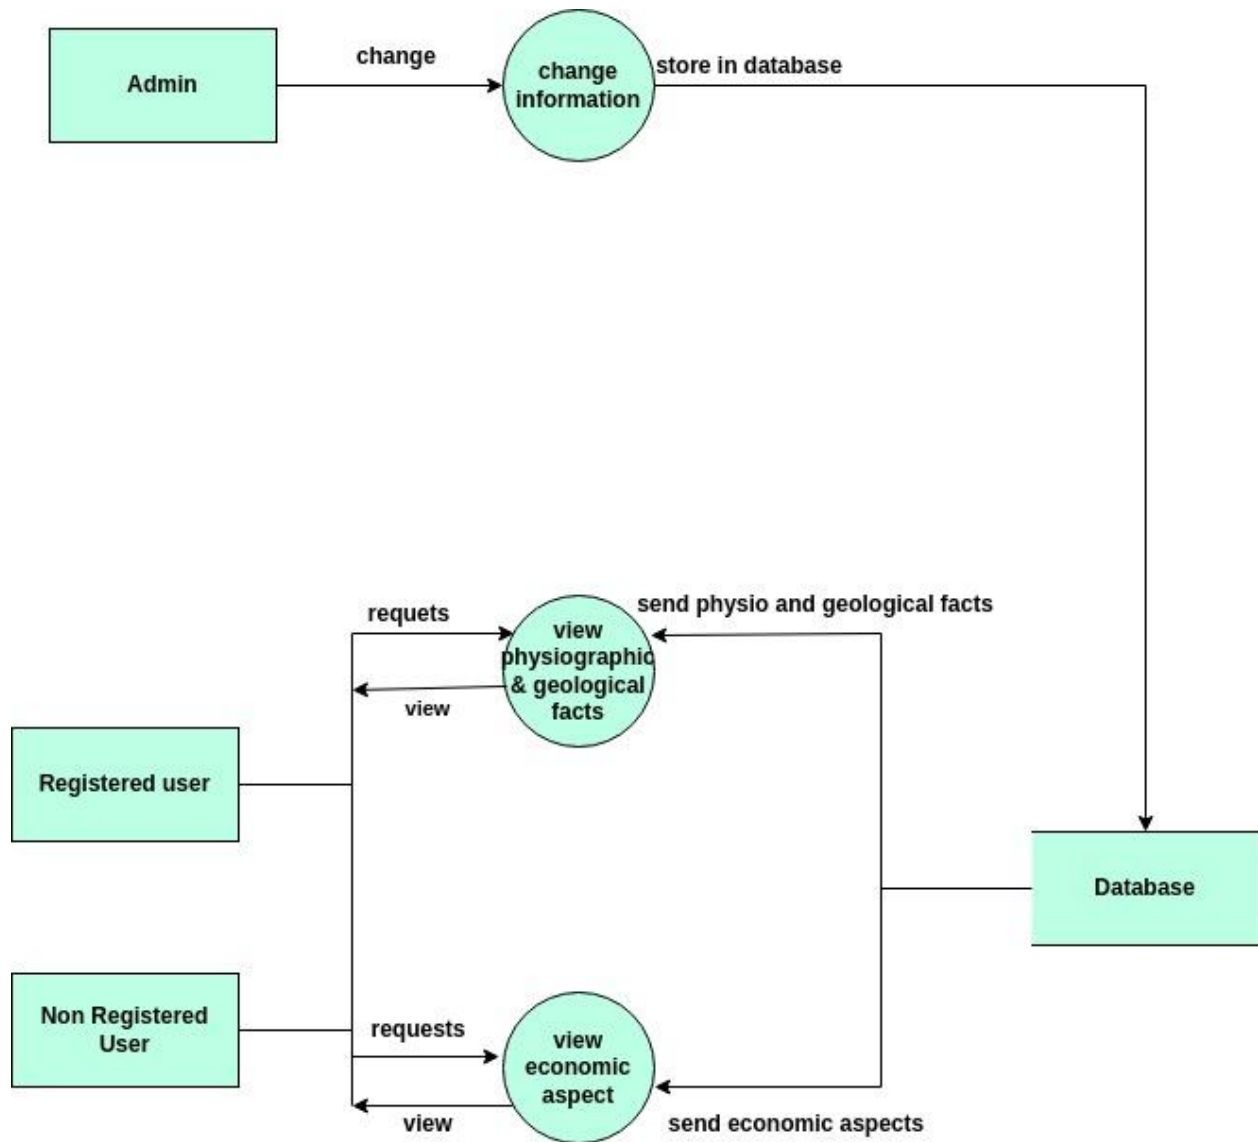 Admin
change
change
information
store in database
requets
view
physiographic
& geological
facts
send physio and geological facts
view
Registered user
Database
Non Registered
User
requests
view
economic
aspect
view
send economic aspects